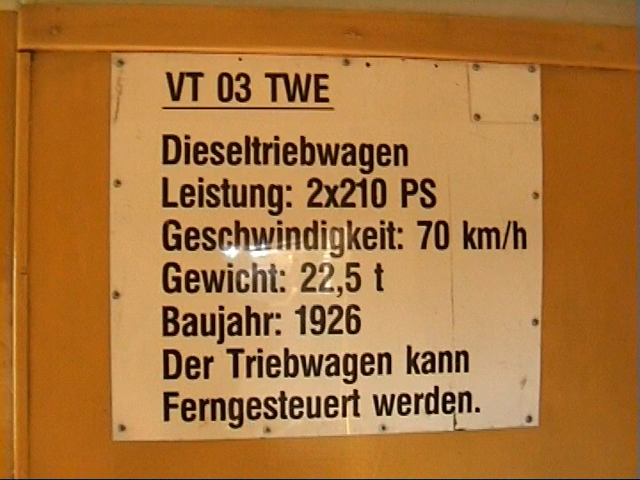 VT 03 TWE
Dieseltriebwagen
Leistung: 2x210 PS
Geschwindigkeit: 70 km/h
Gewicht: 22,5 t
Baujahr: 1926
Der Triebwagen kann
Ferngesteuert werden.